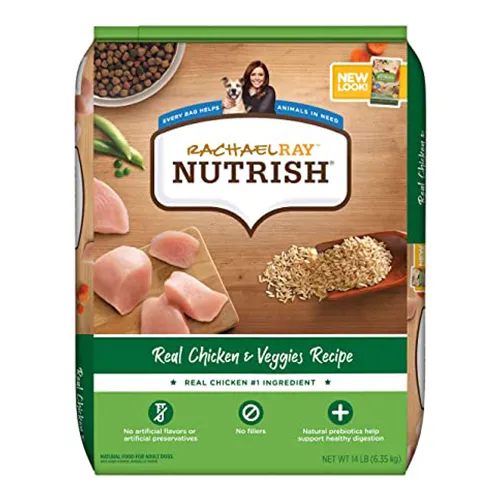 NEW
LOOK!
EVERY BAG HELPS ANIMALS IN NEED
RACHAELRAY™
NUTRISH®
Real Chicken & Veggies Recipe
★ REAL CHICKEN #1 INGREDIENT ★
No artificial flavors or
artificial preservatives
No fillers
Natural prebiotics help
support healthy digestion
NATURAL FOOD FOR ADULT DOGS
NET WT 14 LB (6.35 kg)
Real Chicken &
NEW